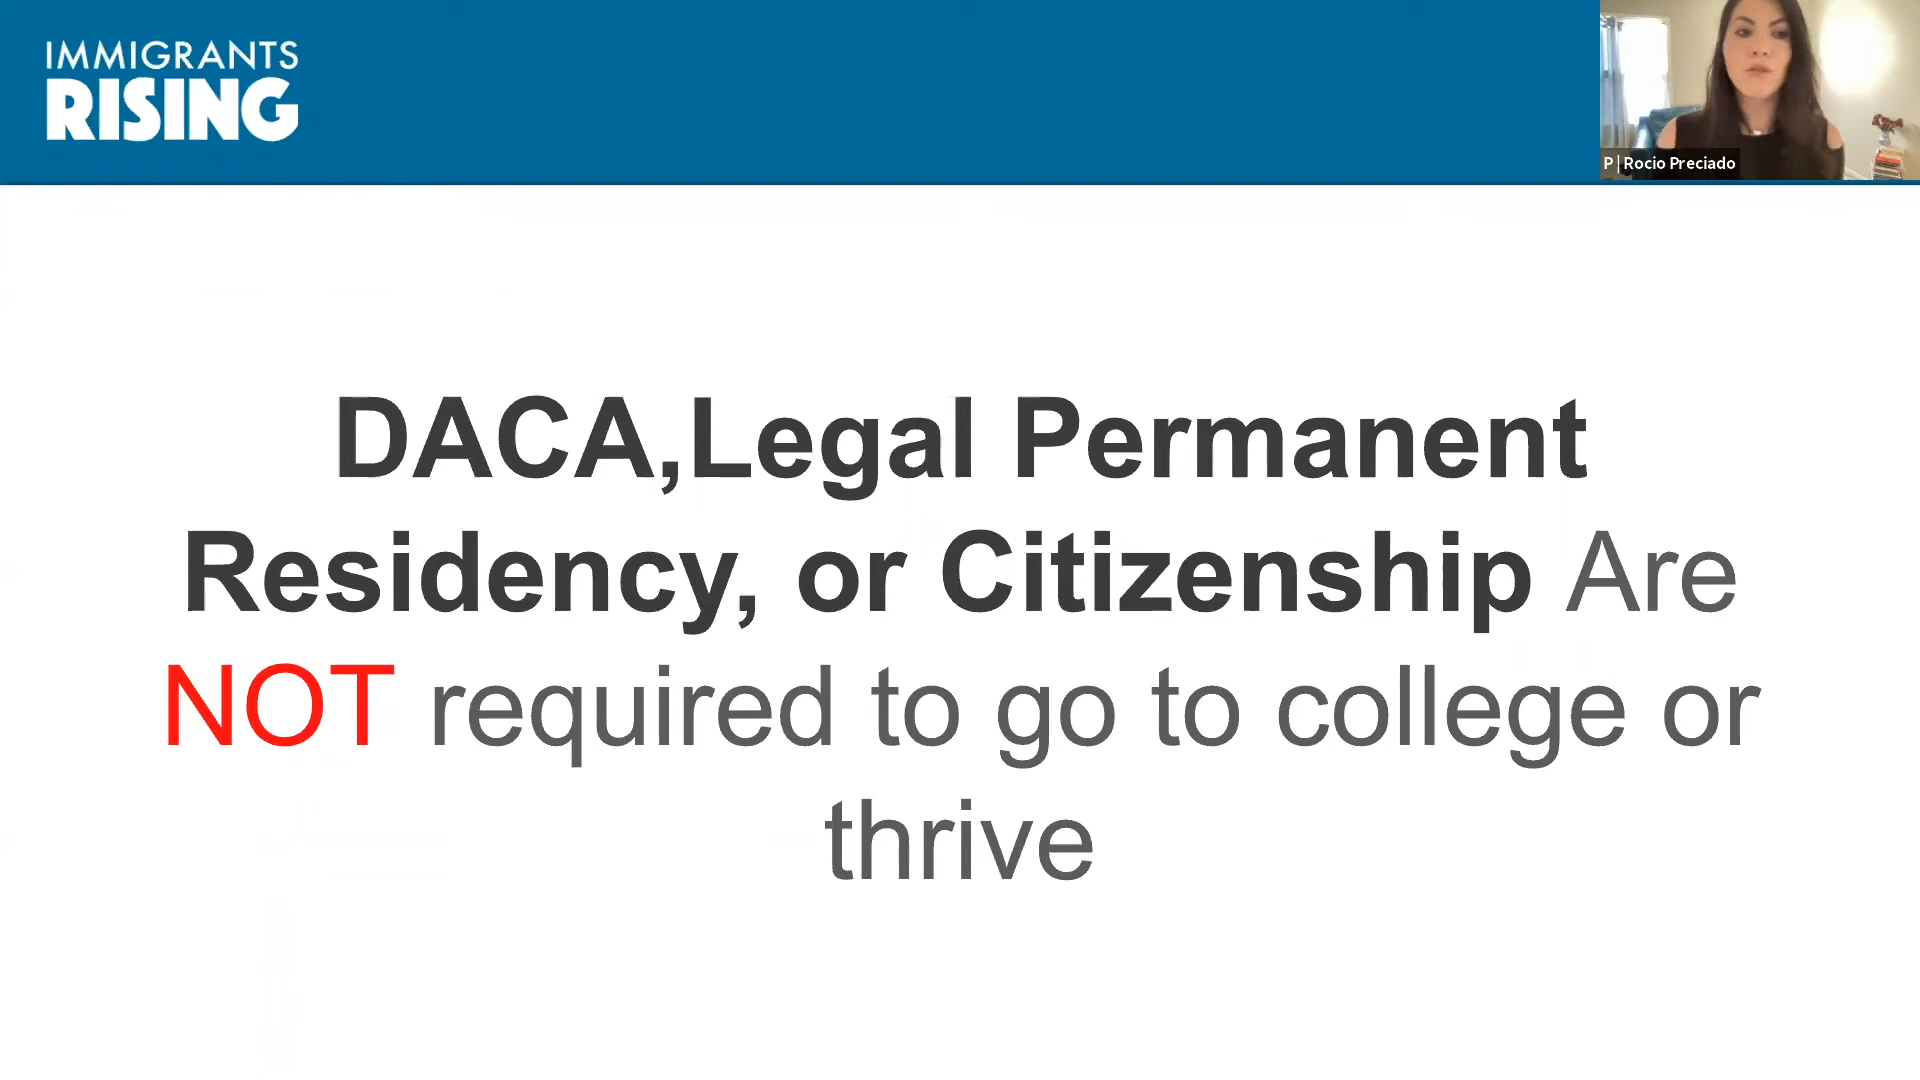 IMMIGRANTS
RISING
P | Rocio Preciado
DACA,Legal Permanent
Residency, or Citizenship Are
NOT required to go to college or
thrive